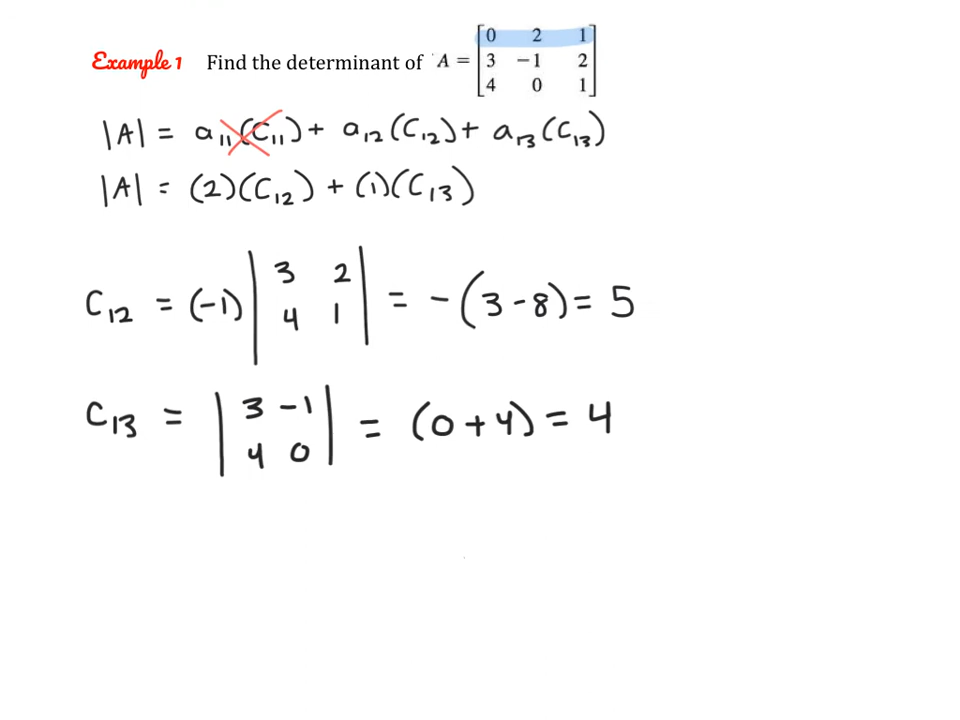 Example 1 Find the determinant of A = [0 2 1
3 −1 2
4 0 1]
|A| = a₁₁(C₁₁) + a₁₂(C₁₂) + a₁₃(C₁₃)
|A| = (2)(C₁₂) + (1)(C₁₃)
C₁₂ = (-1) |3 2
4 1| = -(3-8) = 5
C₁₃ = |3 -1
4 0| = (0+4) = 4